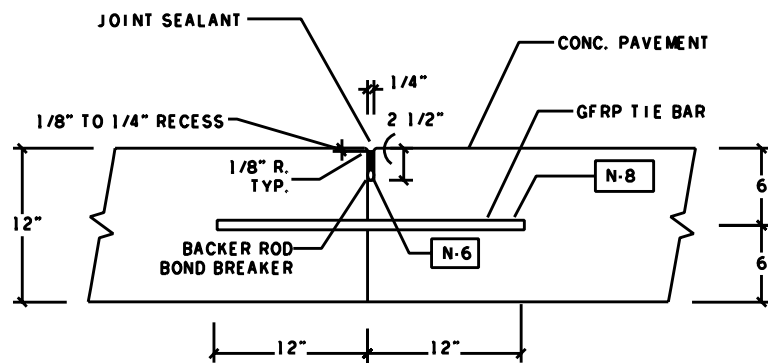 JOINT SEALANT
CONC. PAVEMENT
1/4"
GFRP TIE BAR
1/8" TO 1/4" RECESS
2 1/2"
1/8" R.
TYP.
N-8
6
12"
BACKER ROD
BOND BREAKER
N-6
6
12"
12"